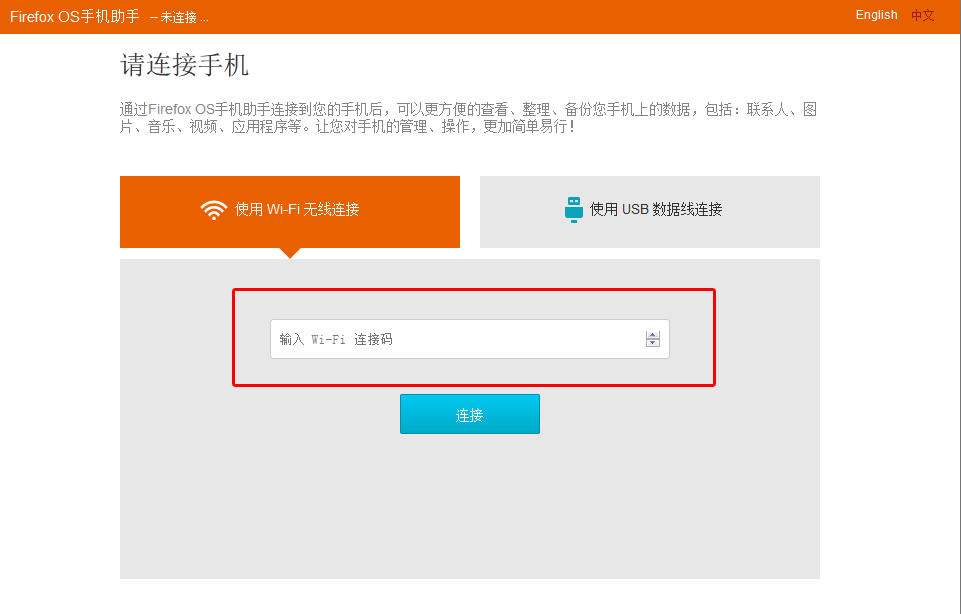 Firefox OS手机助手 -- 未连接 ... English 中文
请连接手机
通过Firefox OS手机助手连接到您的手机后，可以更方便的查看、整理、备份您手机上的数据，包括：联系人、图
片、音乐、视频、应用程序等。让您对手机的管理、操作，更加简单易行！
使用 Wi-Fi 无线连接 使用 USB 数据线连接
输入 Wi-Fi 连接码
连接